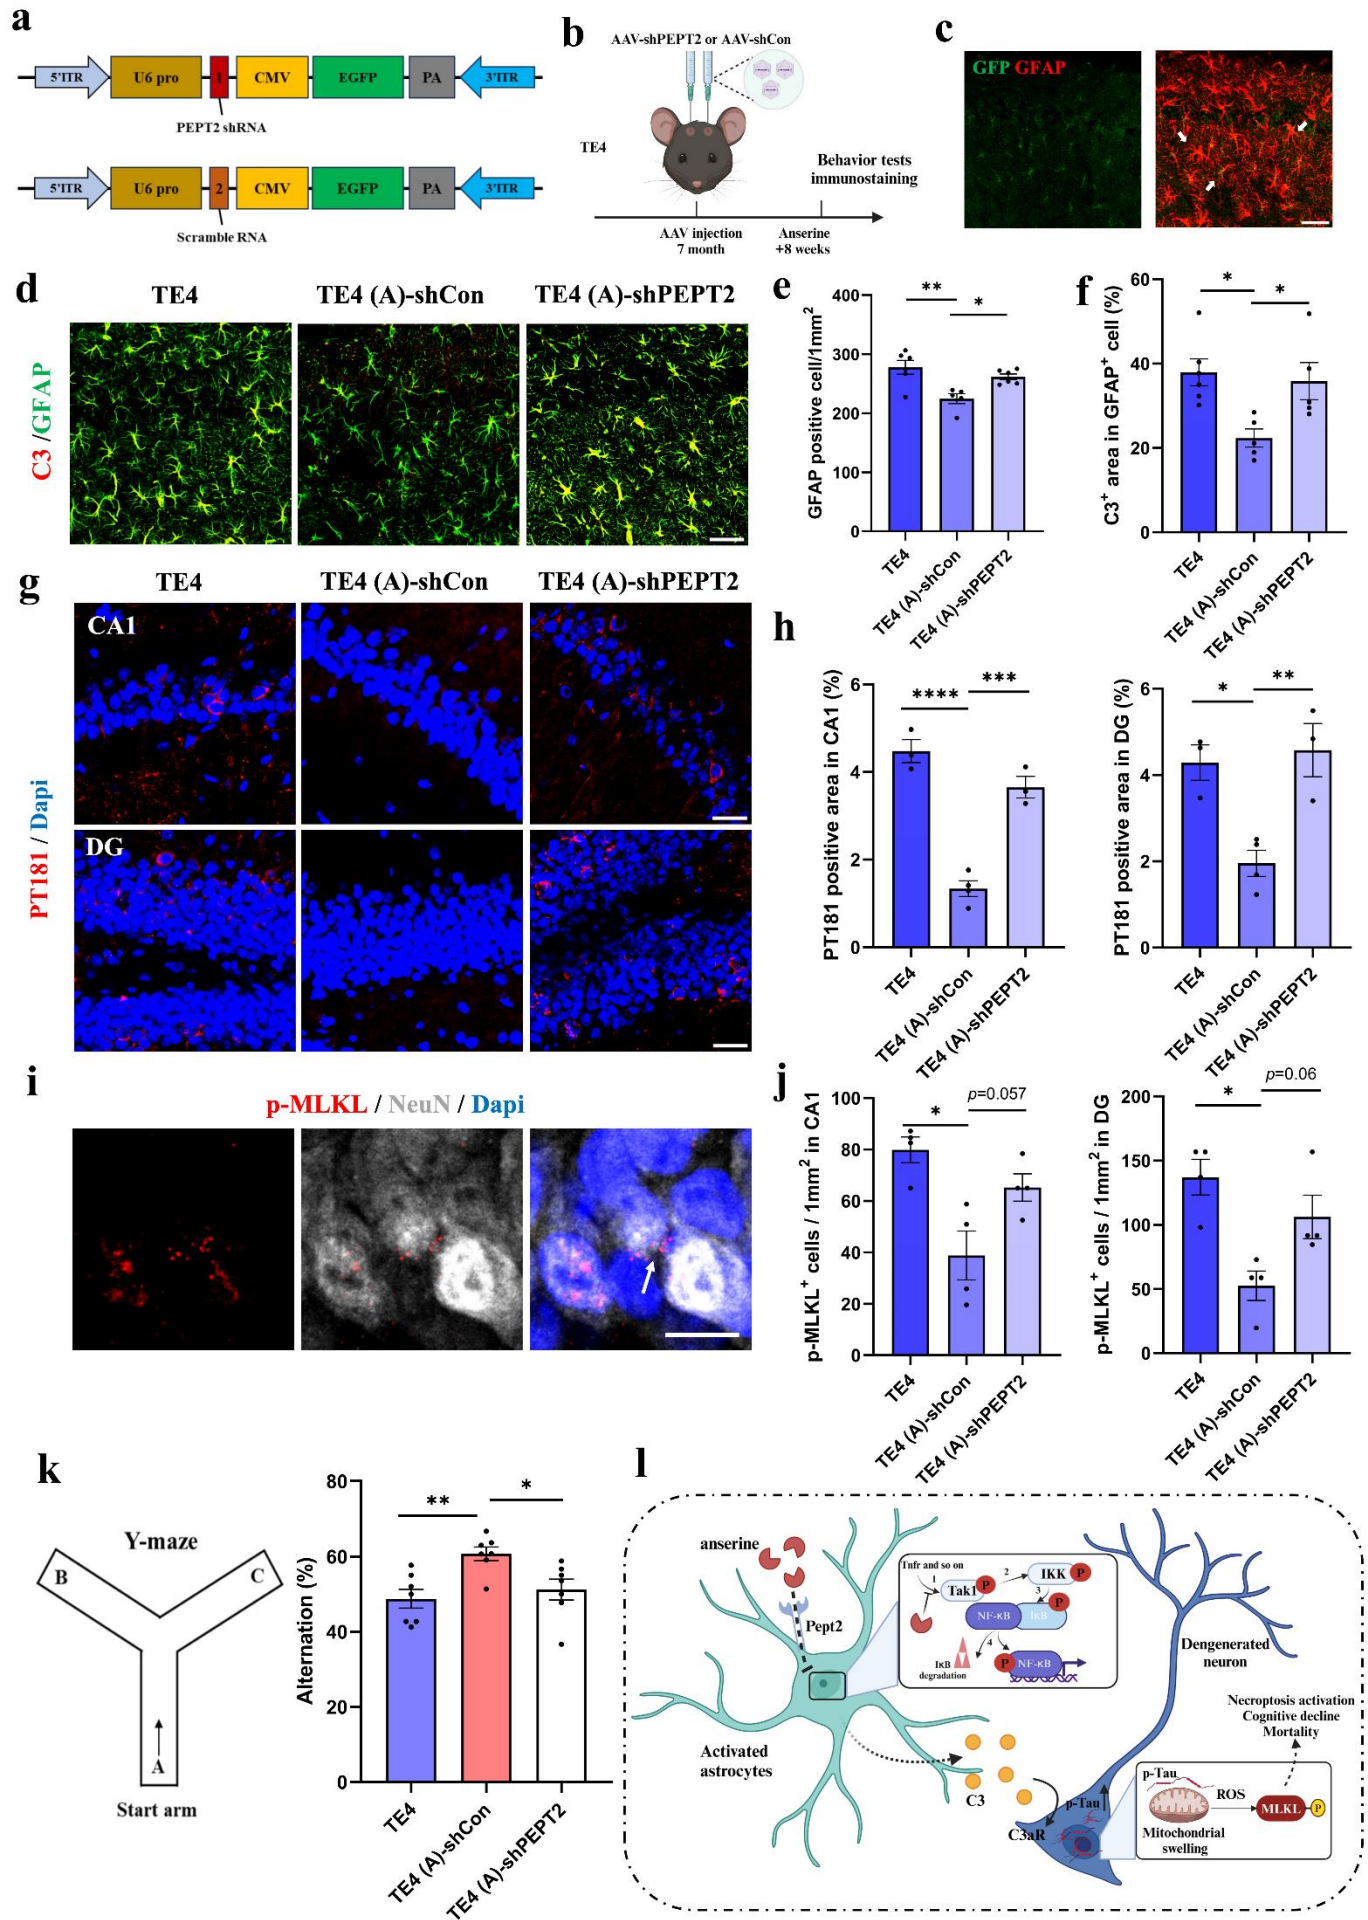 a
5'ITR
U6 pro
1
CMV
EGFP
PA
3'ITR
PEPT2 shRNA
5'ITR
U6 pro
2
CMV
EGFP
PA
3'ITR
Scramble RNA
b
AAV-shPEPT2 or AAV-shCon
TE4
Behavior tests
immunostaining
AAV injection
7 month
Anserine
+8 weeks
c
GFP GFAP
d
TE4
TE4 (A)-shCon
TE4 (A)-shPEPT2
C3 /GFAP
e
GFAP positive cell/1mm²
400
300
200
100
0
**
*
TE4
TE4 (A)-shCon
TE4 (A)-shPEPT2
f
C3⁺ area in GFAP⁺ cell (%)
60
40
20
0
*
*
TE4
TE4 (A)-shCon
TE4 (A)-shPEPT2
g
TE4
TE4 (A)-shCon
TE4 (A)-shPEPT2
CA1
DG
PT181 / Dapi
h
PT181 positive area in CA1 (%)
6
4
2
0
****
***
TE4
TE4 (A)-shCon
TE4 (A)-shPEPT2
PT181 positive area in DG (%)
6
4
2
0
*
**
TE4
TE4 (A)-shCon
TE4 (A)-shPEPT2
i
p-MLKL / NeuN / Dapi
j
p-MLKL⁺ cells / 1mm² in CA1
100
80
60
40
20
0
*
p=0.057
TE4
TE4 (A)-shCon
TE4 (A)-shPEPT2
p-MLKL⁺ cells / 1mm² in DG
200
150
100
50
0
*
p=0.06
TE4
TE4 (A)-shCon
TE4 (A)-shPEPT2
k
Y-maze
B
C
A
Start arm
Alternation (%)
80
60
40
20
0
**
*
TE4
TE4 (A)-shCon
TE4 (A)-shPEPT2
l
anserine
Pept2
Tnfr and so on
1
Tak1
P
2
IKK
P
3
P
NF-κB
IκB
4
IκB
degradation
P
NF-κB
Activated
astrocytes
C3
C3aR
p-Tau
Dengenerated
neuron
Necroptosis activation
Cognitive decline
Mortality
p-Tau
ROS
MLKL
P
Mitochondrial
swelling